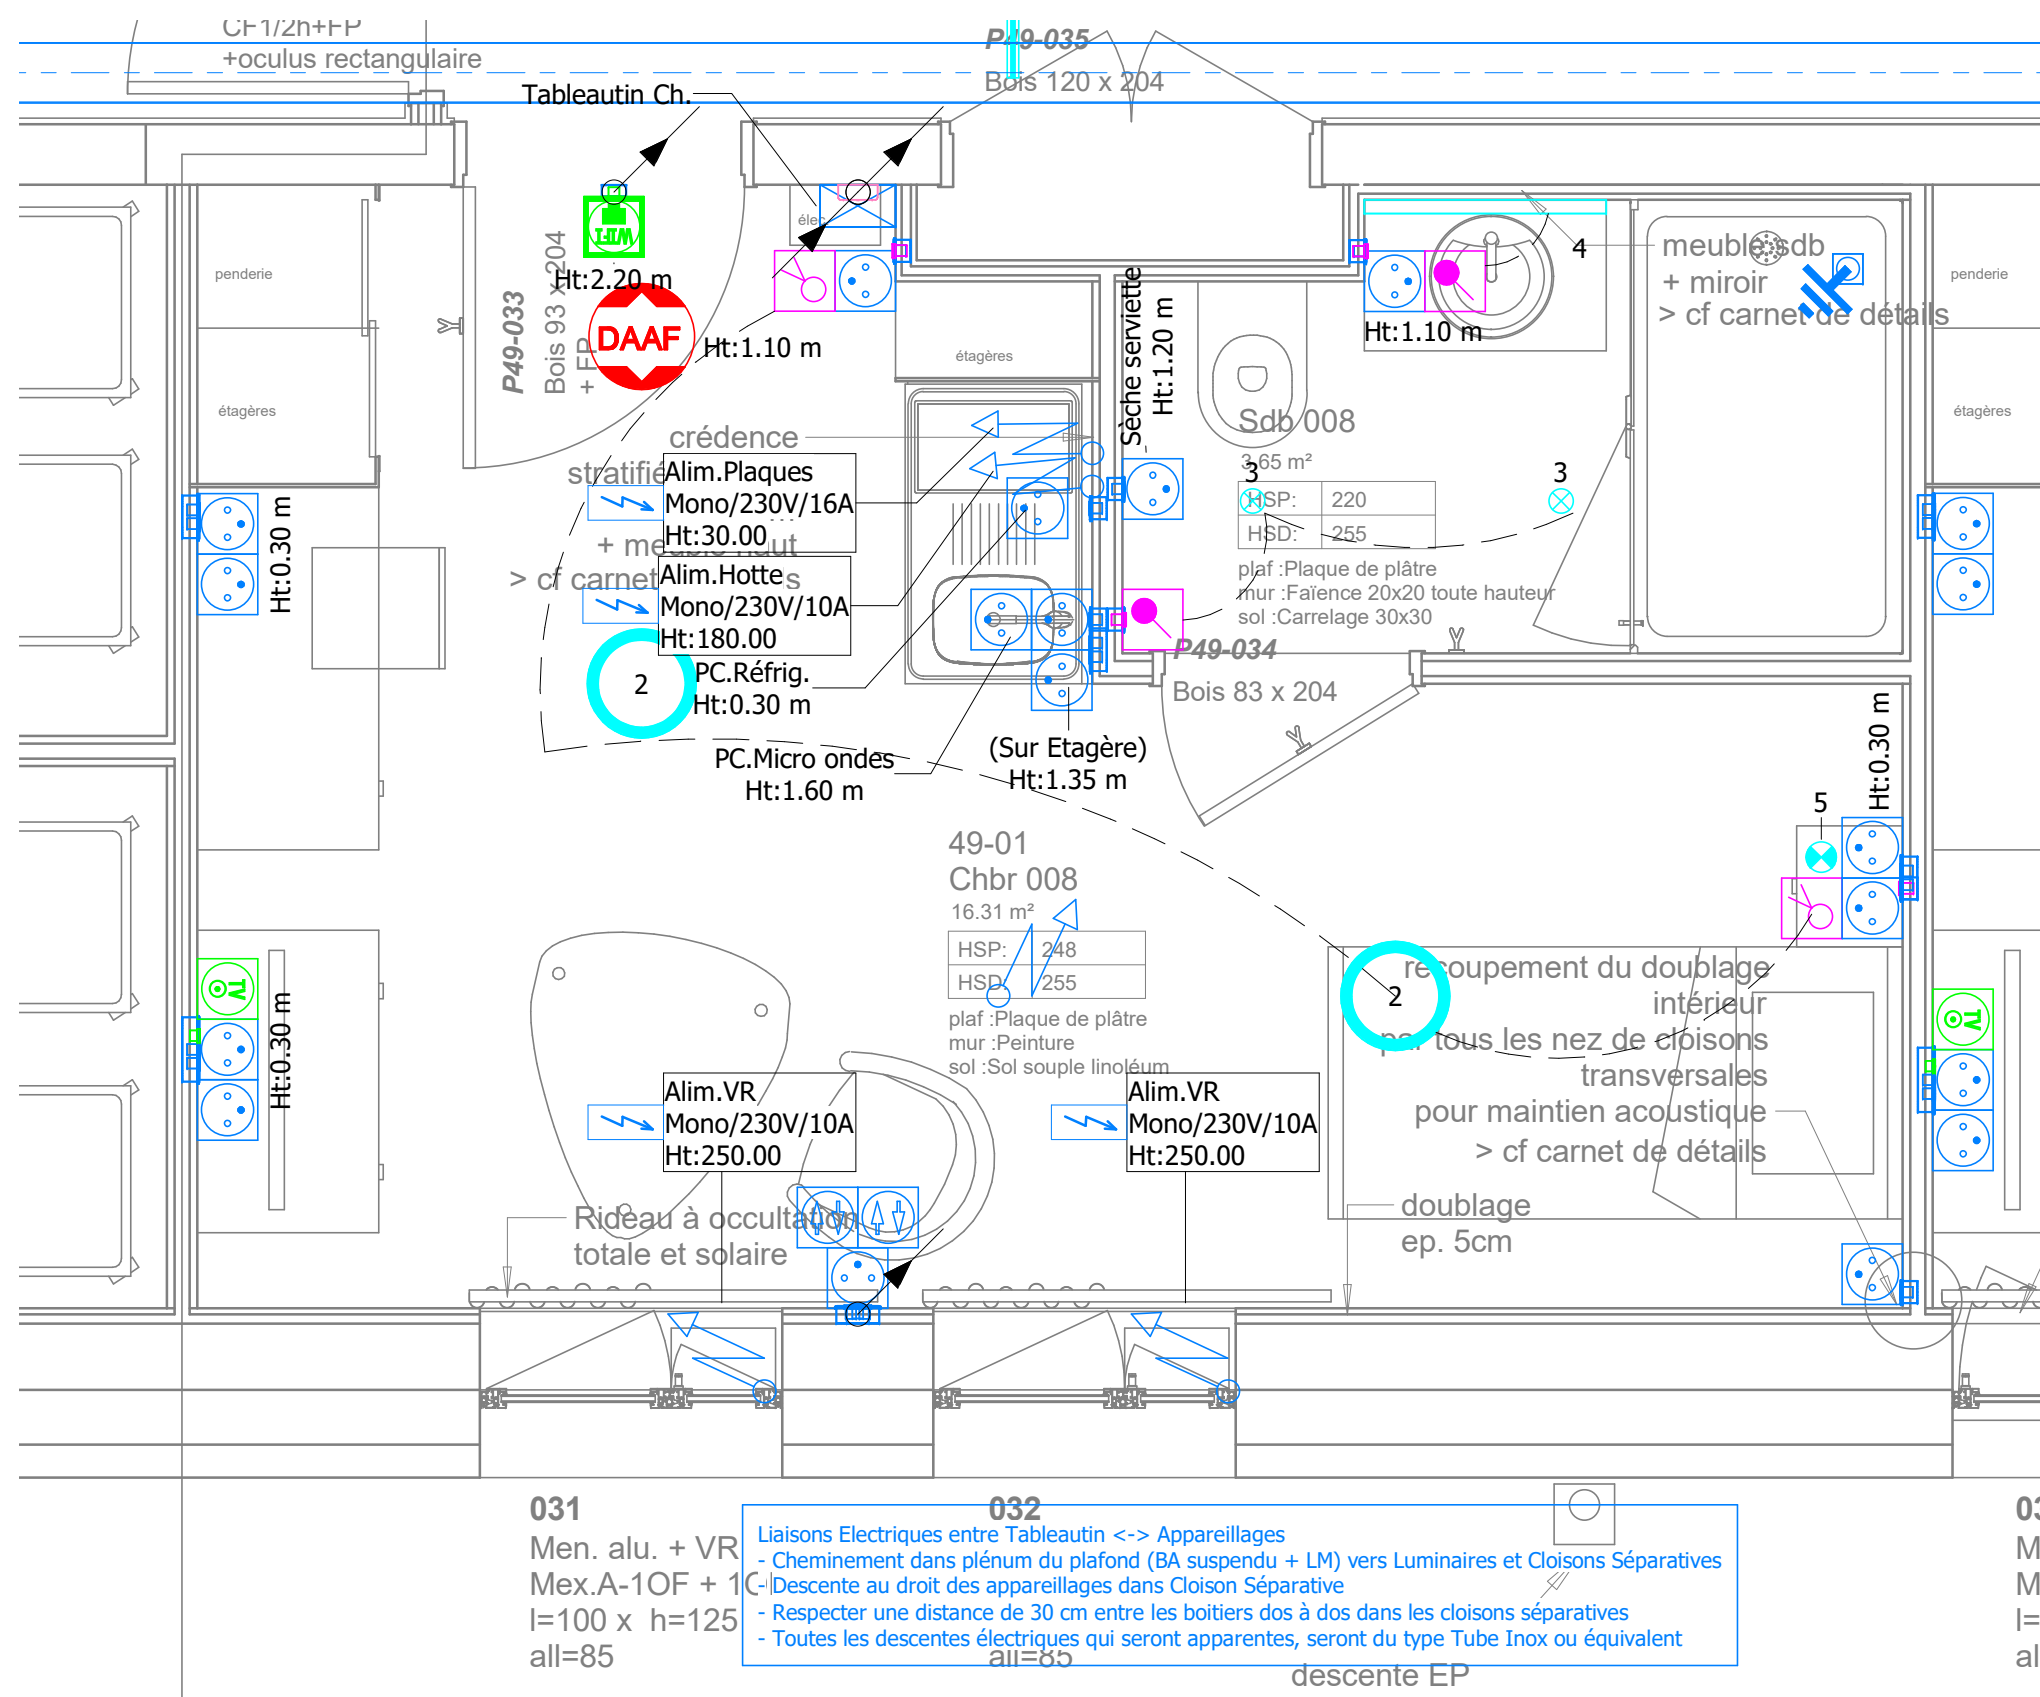 CF1/2h+FP
+oculus rectangulaire
P49-035
Bois 120 x 204
Tableautin Ch.
élec
WI-FI
Ht:2.20 m
DAAF
Ht:1.10 m
P49-033
Bois 93 x 204
+ FP
penderie
étagères
étagères
Sèche serviette
Ht:1.20 m
Ht:1.10 m
4
meuble sdb
+ miroir
> cf carnet de détails
penderie
étagères
Sdb 008
3.65 m²
3
3
HSP: 220
HSD: 255
plaf :Plaque de plâtre
mur :Faïence 20x20 toute hauteur
sol :Carrelage 30x30
P49-034
Bois 83 x 204
crédence
stratifié
+ meuble haut
> cf carnet
Alim.Plaques
Mono/230V/16A
Ht:30.00
Alim.Hotte
Mono/230V/10A
Ht:180.00
PC.Réfrig.
Ht:0.30 m
2
PC.Micro ondes
Ht:1.60 m
(Sur Etagère)
Ht:1.35 m
Ht:0.30 m
Ht:0.30 m
5
Ht:0.30 m
TV
TV
49-01
Chbr 008
16.31 m²
HSP: 248
HSD: 255
plaf :Plaque de plâtre
mur :Peinture
sol :Sol souple linoléum
2
recoupement du doublage
intérieur
par tous les nez de cloisons
transversales
pour maintien acoustique
> cf carnet de détails
Alim.VR
Mono/230V/10A
Ht:250.00
Alim.VR
Mono/230V/10A
Ht:250.00
Rideau à occultation
totale et solaire
doublage
ep. 5cm
031
Men. alu. + VR
Mex.A-1OF + 1O
l=100 x h=125
all=85
032
all=85
Liaisons Electriques entre Tableautin <-> Appareillages
- Cheminement dans plénum du plafond (BA suspendu + LM) vers Luminaires et Cloisons Séparatives
- Descente au droit des appareillages dans Cloison Séparative
- Respecter une distance de 30 cm entre les boitiers dos à dos dans les cloisons séparatives
- Toutes les descentes électriques qui seront apparentes, seront du type Tube Inox ou équivalent
descente EP